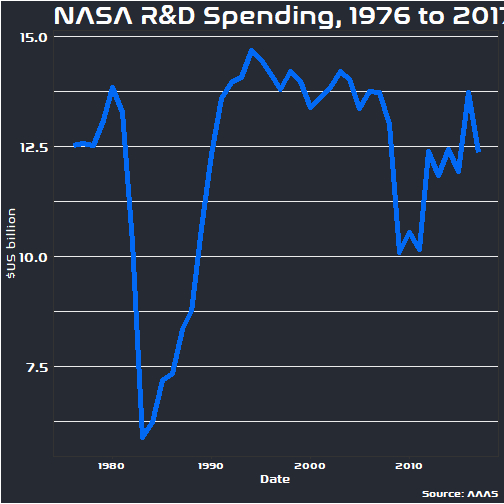 NASA R&D Spending, 1976 to 2017
15.0
12.5
10.0
7.5
$US billion
1980 1990 2000 2010
Date
Source: AAAS